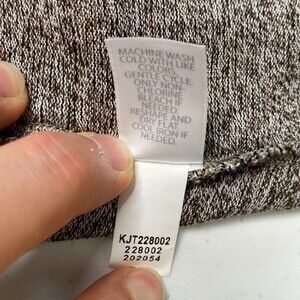 MACHINE WASH
COLD WITH LIKE
COLORS.
GENTLE CYCLE.
ONLY NON-
CHLORINE
BLEACH IF
NEEDED.
RESHAPE AND
DRY FLAT.
COOL IRON IF
NEEDED.
KJT228002
228002
202054